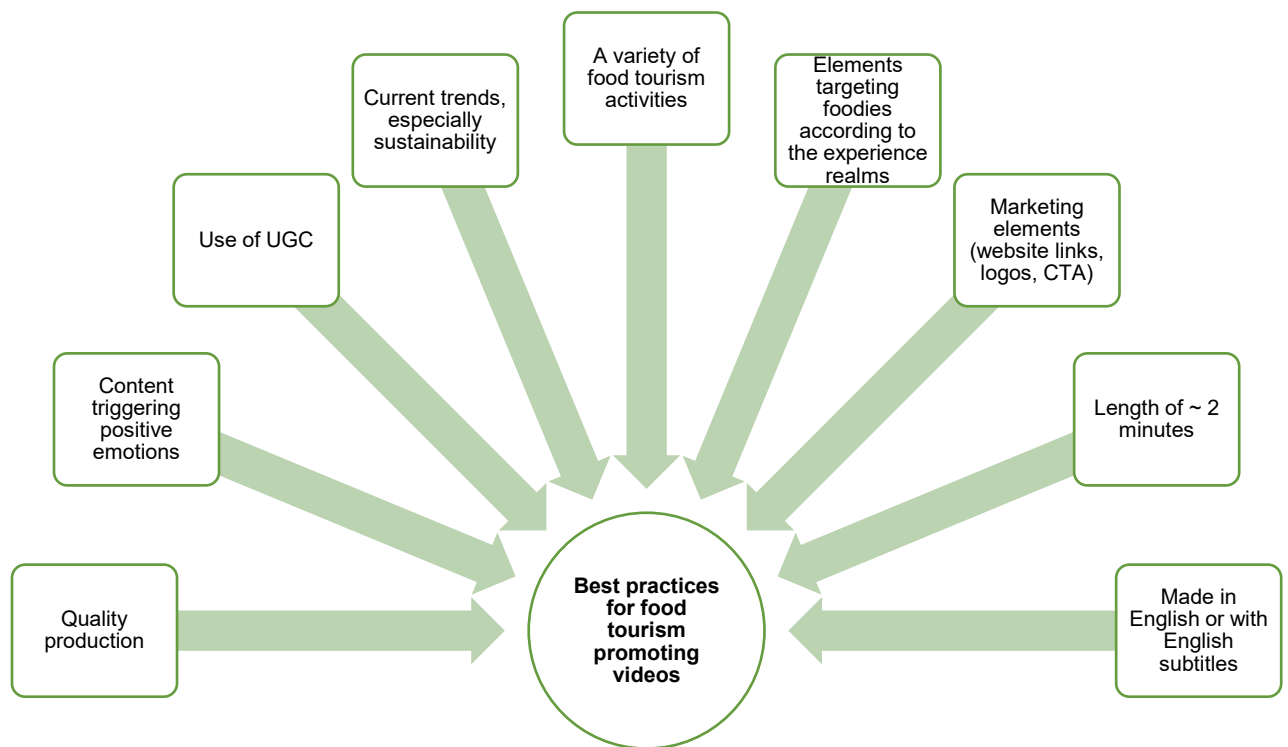 A variety of
food tourism
activities
Elements
targeting
foodies
according to
the experience
realms
Current trends,
especially
sustainability
Marketing
elements
(website links,
logos, CTA)
Use of UGC
Content
triggering
positive
emotions
Length of ~ 2
minutes
Quality
production
Best practices
for food
tourism
promoting
videos
Made in
English or with
English
subtitles